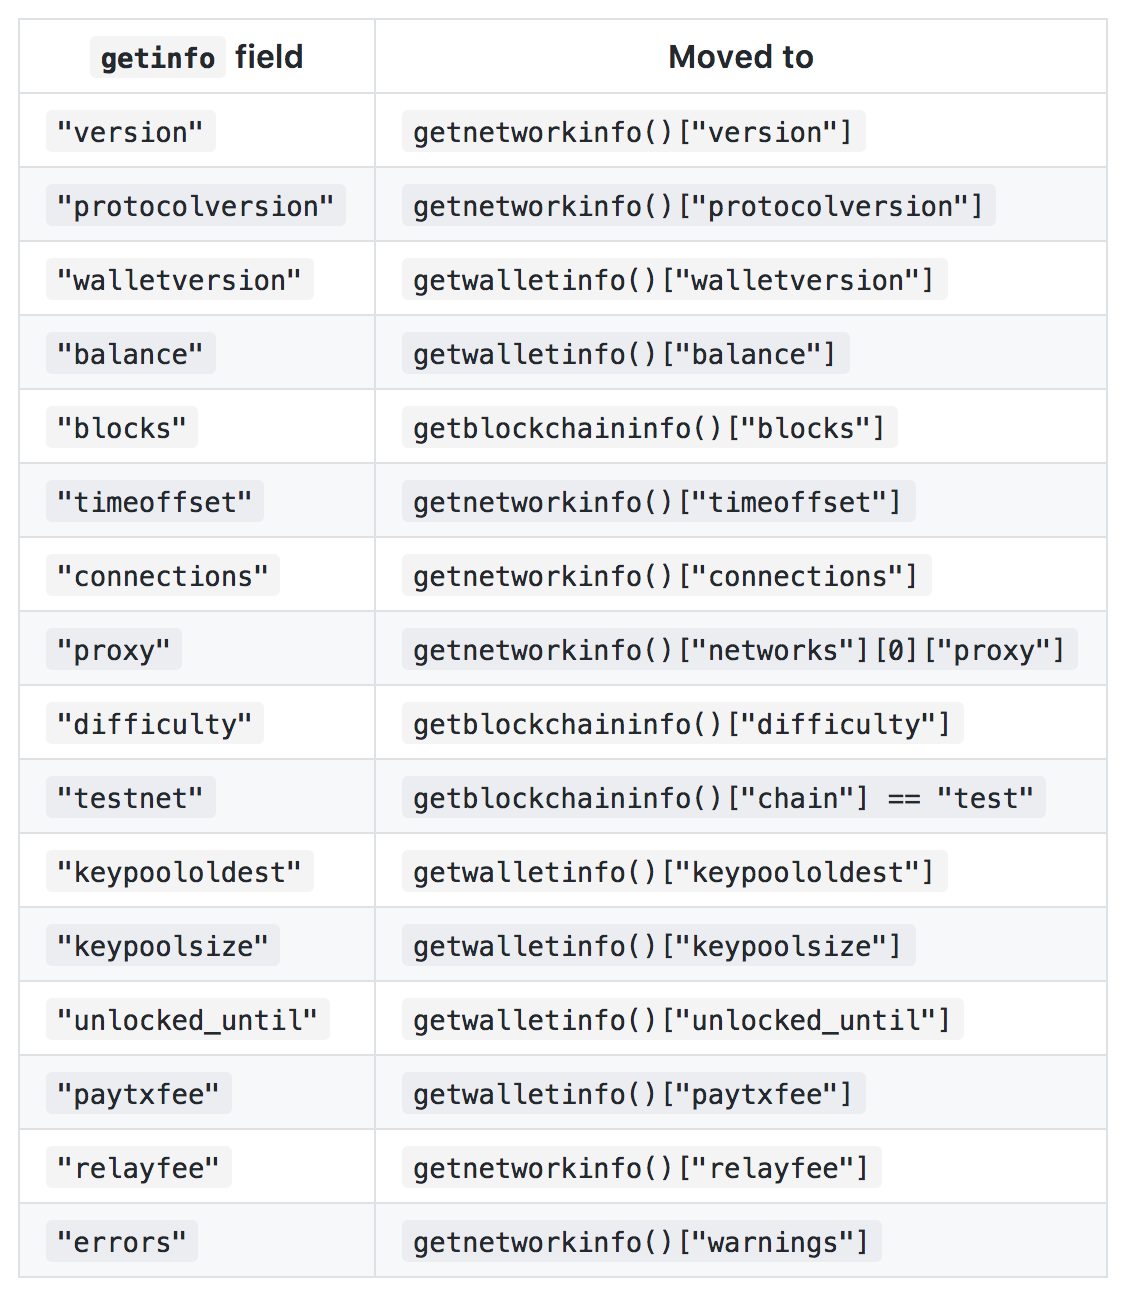 getinfo field Moved to
"version" getnetworkinfo()["version"]
"protocolversion" getnetworkinfo()["protocolversion"]
"walletversion" getwalletinfo()["walletversion"]
"balance" getwalletinfo()["balance"]
"blocks" getblockchaininfo()["blocks"]
"timeoffset" getnetworkinfo()["timeoffset"]
"connections" getnetworkinfo()["connections"]
"proxy" getnetworkinfo()["networks"][0]["proxy"]
"difficulty" getblockchaininfo()["difficulty"]
"testnet" getblockchaininfo()["chain"] == "test"
"keypoololdest" getwalletinfo()["keypoololdest"]
"keypoolsize" getwalletinfo()["keypoolsize"]
"unlocked_until" getwalletinfo()["unlocked_until"]
"paytxfee" getwalletinfo()["paytxfee"]
"relayfee" getnetworkinfo()["relayfee"]
"errors" getnetworkinfo()["warnings"]